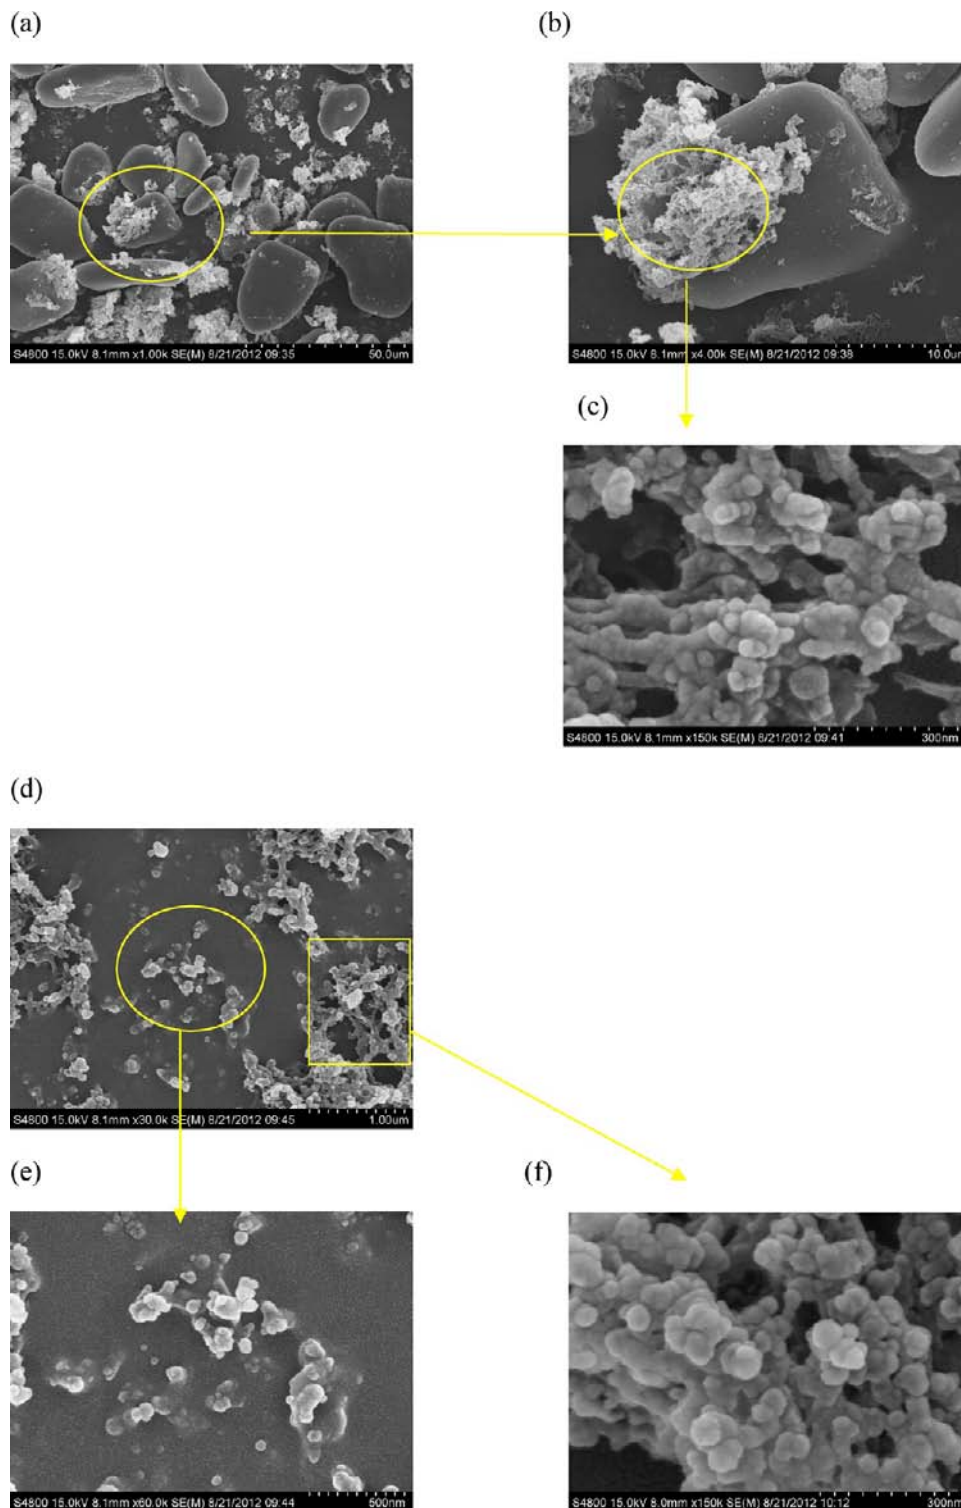 (a)
(b)
S4800 15.0kV 8.1mm x1.00k SE(M) 8/21/2012 09:35 50.0um
S4800 15.0kV 8.1mm x4.00k SE(M) 8/21/2012 09:38 10.0um
(c)
S4800 15.0kV 8.1mm x150k SE(M) 8/21/2012 09:41 300nm
(d)
S4800 15.0kV 8.1mm x30.0k SE(M) 8/21/2012 09:45 1.00um
(e)
(f)
S4800 15.0kV 8.1mm x60.0k SE(M) 8/21/2012 09:44 500nm
S4800 15.0kV 8.0mm x150k SE(M) 8/21/2012 10:12 300nm